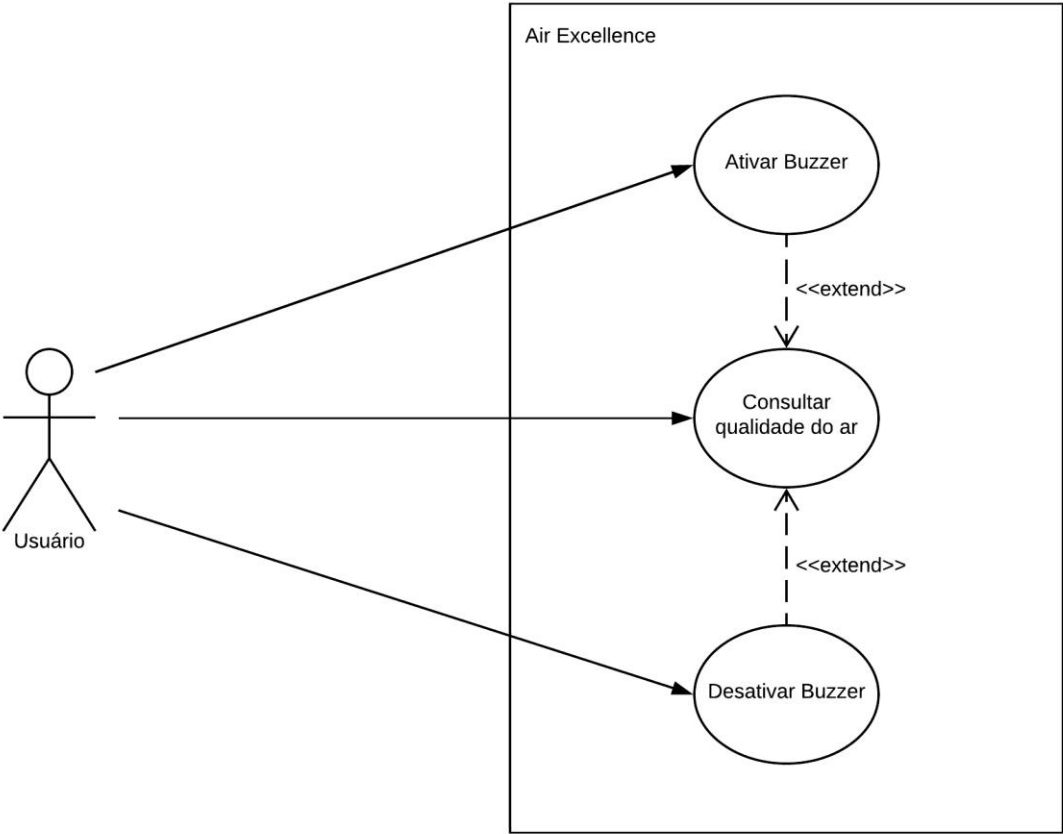 Air Excellence
Ativar Buzzer
<<extend>>
Consultar
qualidade do ar
Usuário
<<extend>>
Desativar Buzzer